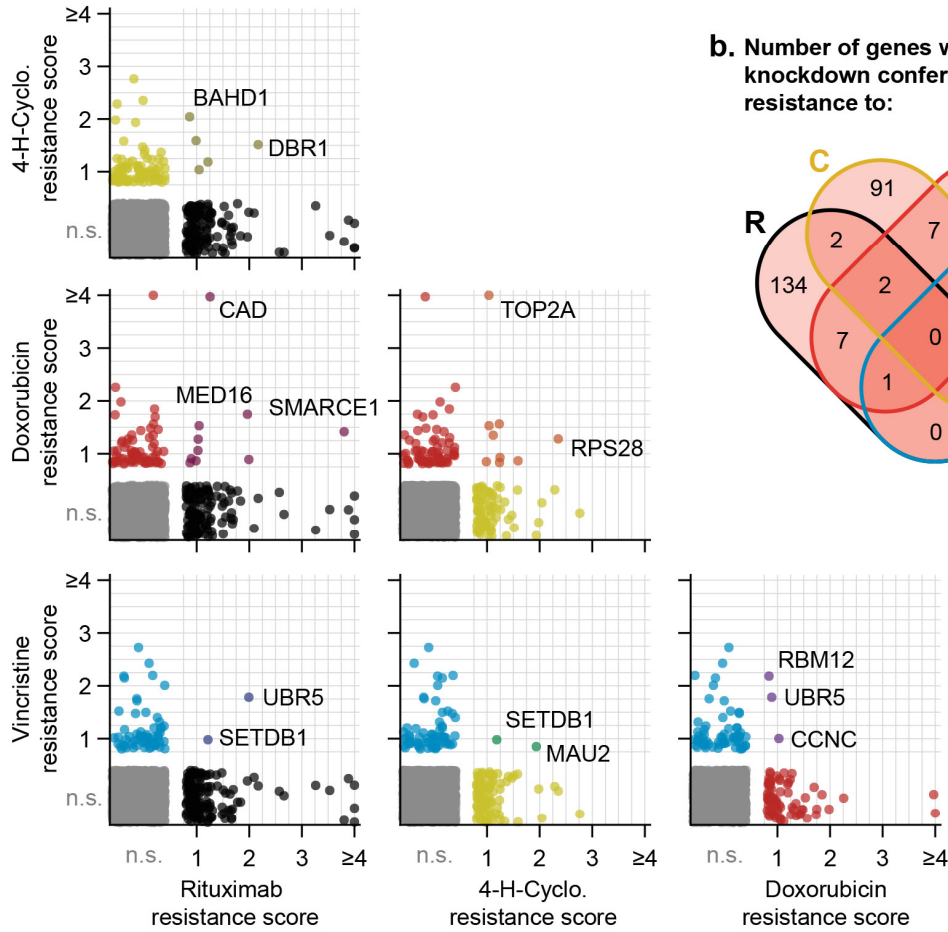 ≥4
3
2
1
n.s.
4-H-Cyclo.
resistance score
BAHD1
DBR1
b. Number of genes
knockdown confer
resistance to:
C
R
91
7
2
134
2
7
0
1
0
≥4
3
2
1
n.s.
Doxorubicin
resistance score
CAD
MED16
SMARCE1
TOP2A
RPS28
≥4
3
2
1
n.s.
Vincristine
resistance score
UBR5
SETDB1
SETDB1
MAU2
RBM12
UBR5
CCNC
n.s. 1 2 3 ≥4
Rituximab
resistance score
n.s. 1 2 3 ≥4
4-H-Cyclo.
resistance score
n.s. 1 2 3 ≥4
Doxorubicin
resistance score